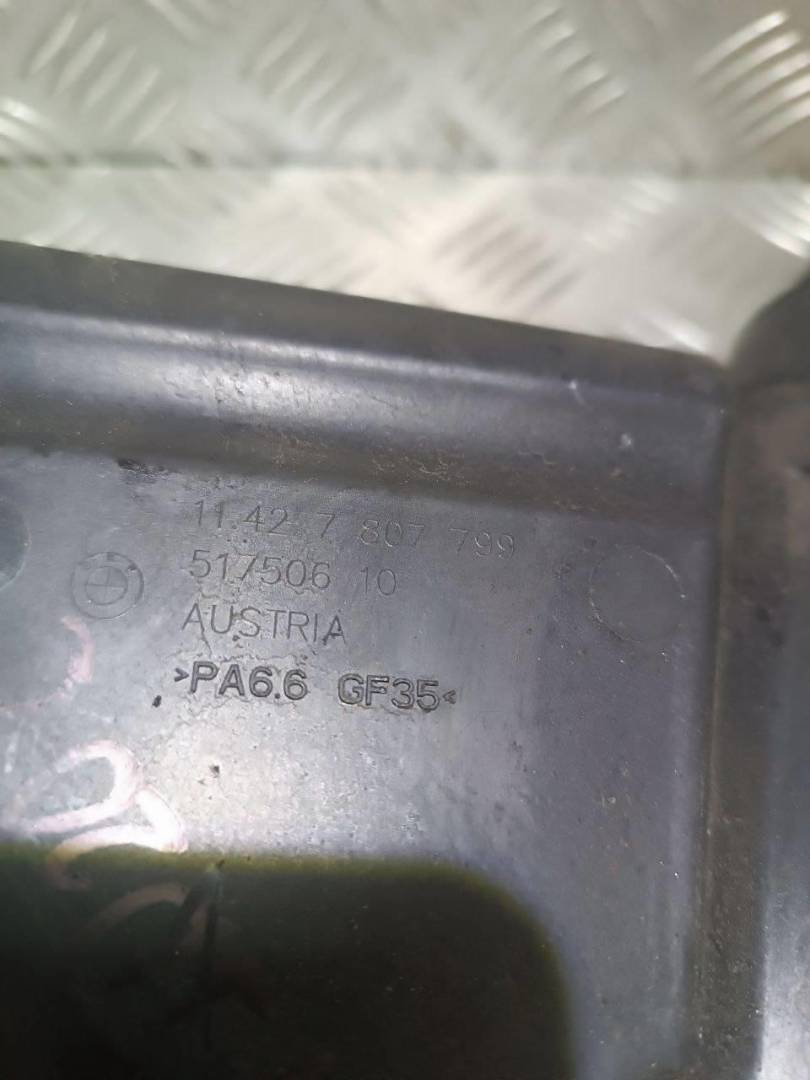 11.42 7 807 799
517506 10
AUSTRIA
>PA6.6 GF35<